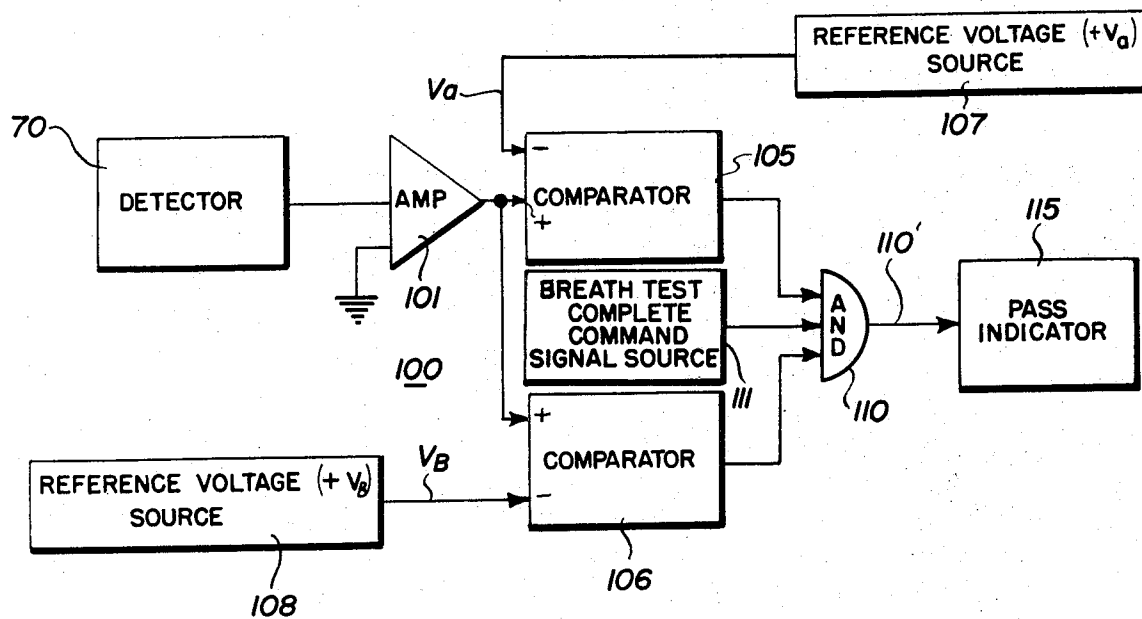 REFERENCE VOLTAGE (+Va)
SOURCE
107
Va
70
DETECTOR
AMP
101
−
COMPARATOR
+
105
BREATH TEST
COMPLETE
COMMAND
SIGNAL SOURCE
111
100
AND
110
110'
115
PASS
INDICATOR
+
COMPARATOR
−
106
REFERENCE VOLTAGE (+ VB)
SOURCE
108
VB